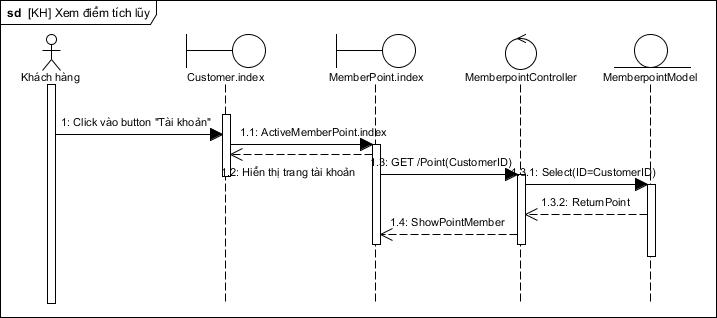 sd [KH] Xem điểm tích lũy
Khách hàng
Customer.index
MemberPoint.index
MemberpointController
MemberpointModel
1: Click vào button "Tài khoản"
1.1: ActiveMemberPoint.index
1.2: Hiển thị trang tài khoản
1.3: GET /Point(CustomerID)
1.3.1: Select(ID=CustomerID)
1.3.2: ReturnPoint
1.4: ShowPointMember